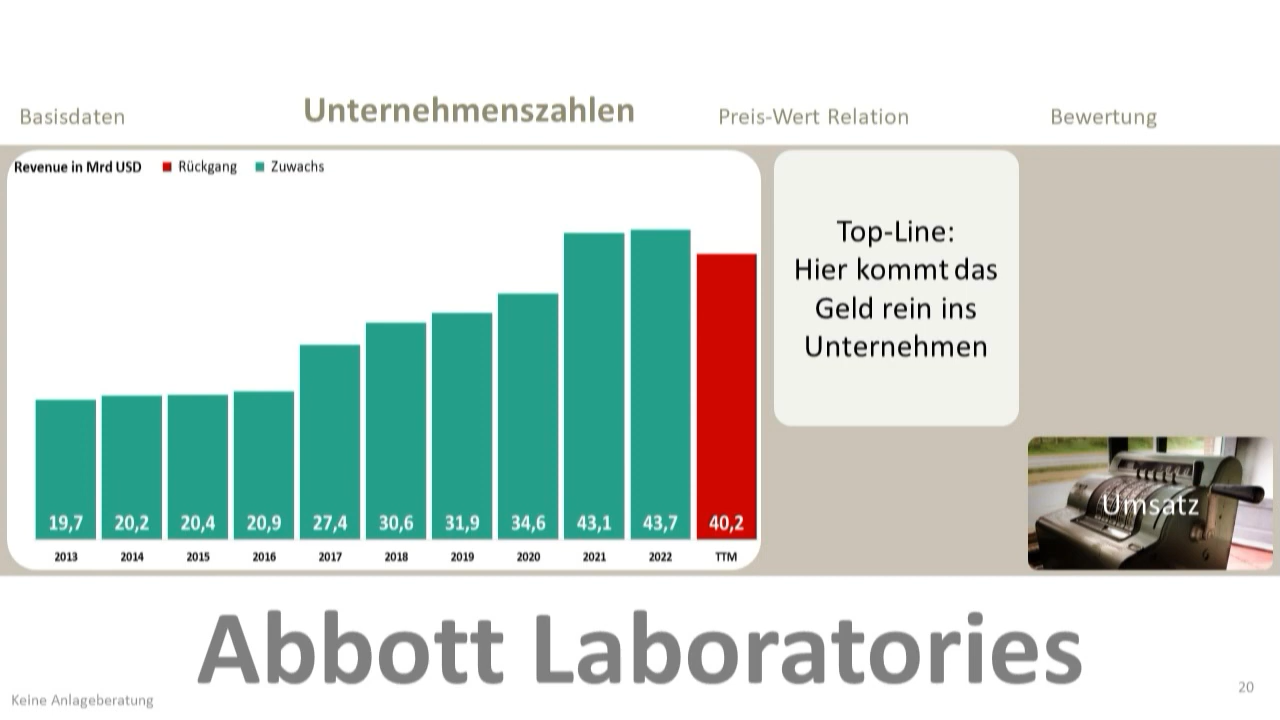 Basisdaten
Unternehmenszahlen
Preis-Wert Relation
Bewertung
Revenue in Mrd USD
Rückgang
Zuwachs
19,7 20,2 20,4 20,9 27,4 30,6 31,9 34,6 43,1 43,7 40,2
2013 2014 2015 2016 2017 2018 2019 2020 2021 2022 TTM
Top-Line:
Hier kommt das
Geld rein ins
Unternehmen
Umsatz
Abbott Laboratories
Keine Anlageberatung
20